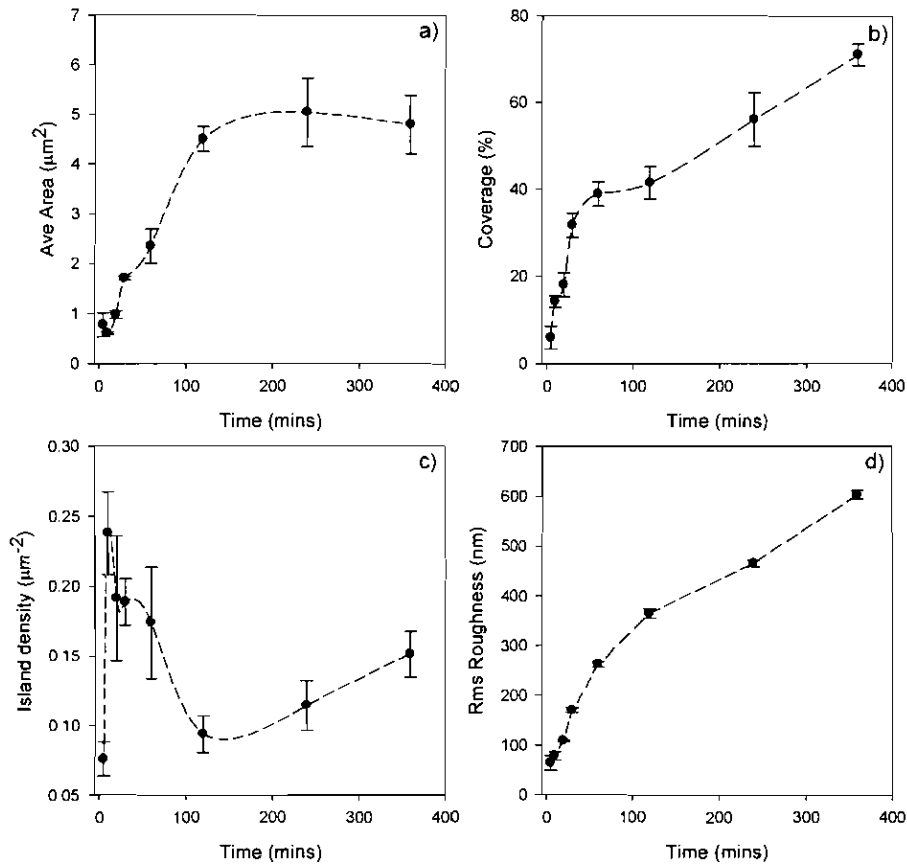 a)
Ave Area (μm²)
7
6
5
4
3
2
1
0
0 100 200 300 400
Time (mins)
b)
Coverage (%)
80
60
40
20
0
0 100 200 300 400
Time (mins)
c)
Island density (μm⁻²)
0.30
0.25
0.20
0.15
0.10
0 05
0 100 200 300 400
Time (mins)
d)
Rms Roughness (nm)
700
600
500
400
300
200
100
0
0 100 200 300 400
Time (mins)